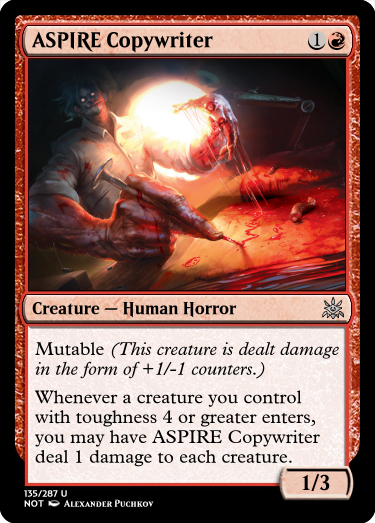 ASPIRE Copywriter 1
Creature — Human Horror
Mutable (This creature is dealt damage
in the form of +1/-1 counters.)
Whenever a creature you control
with toughness 4 or greater enters,
you may have ASPIRE Copywriter
deal 1 damage to each creature.
1/3
135/287 U
NOT Alexander Puchkov